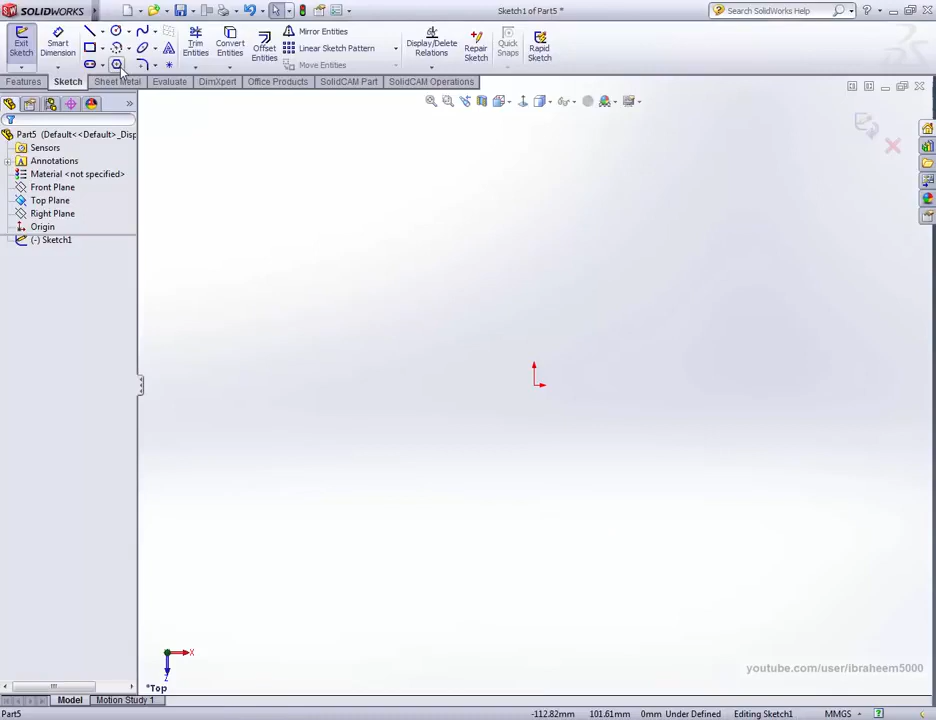 SOLIDWORKS
Sketch1 of Part5 *
Search SolidWorks Help
Exit Sketch
Smart Dimension
Trim Entities
Convert Entities
Offset Entities
Mirror Entities
Linear Sketch Pattern
Move Entities
Display/Delete Relations
Repair Sketch
Quick Snaps
Rapid Sketch
Features
Sketch
Sheet Metal
Evaluate
DimXpert
Office Products
SolidCAM Part
SolidCAM Operations
Part5 (Default<<Default>_Disp
Sensors
Annotations
Material <not specified>
Front Plane
Top Plane
Right Plane
Origin
(-) Sketch1
X
Z
*Top
youtube.com/user/ibraheem5000
Model
Motion Study 1
Part5
-112.82mm
101.61mm
0mm
Under Defined
Editing Sketch1
MMGS